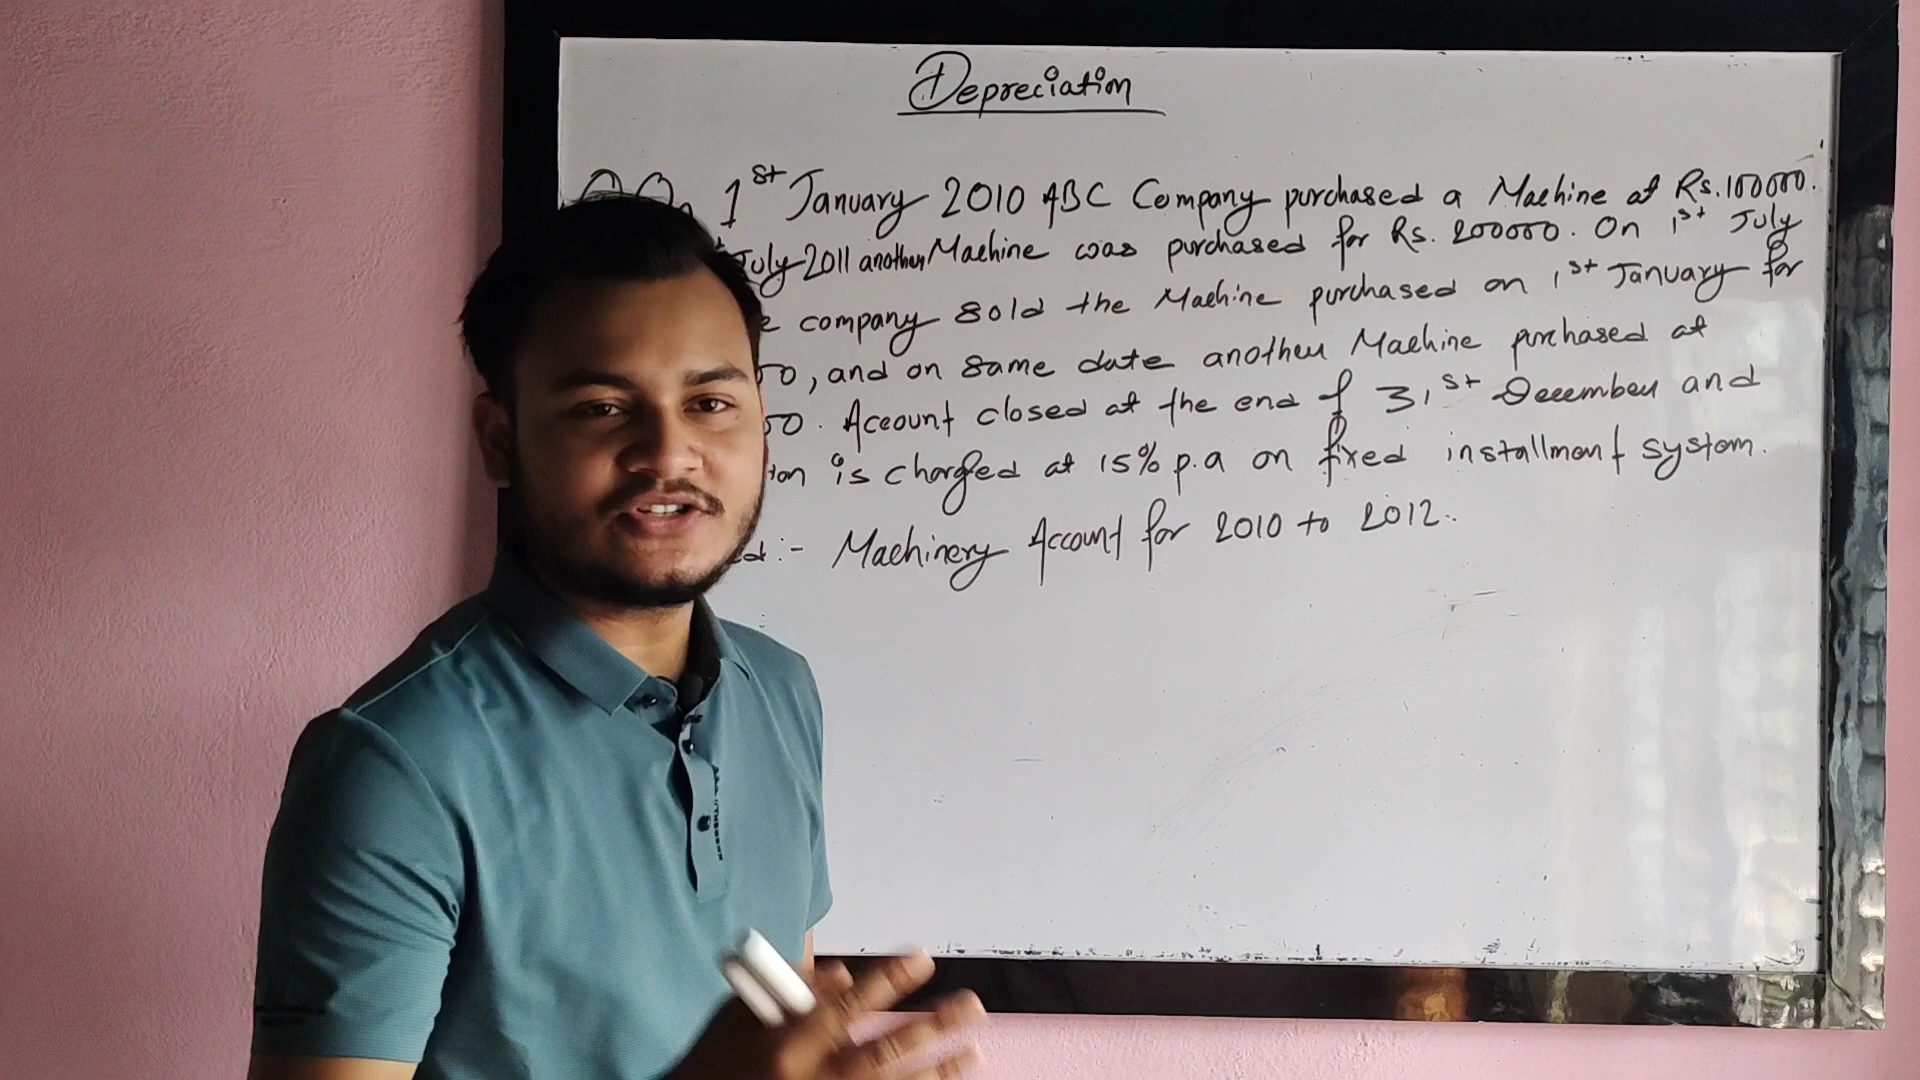 Depreciation
1st January 2010 ABC Company purchased a Machine at Rs.100000.
July 2011 another Machine was purchased for Rs. 200000. On 1st July
company sold the Machine purchased on 1st January for
and on same date another Machine purchased at
Account closed at the end of 31st December and
is charged at 15% p.a on fixed installment system.
:- Machinery Account for 2010 to 2012.